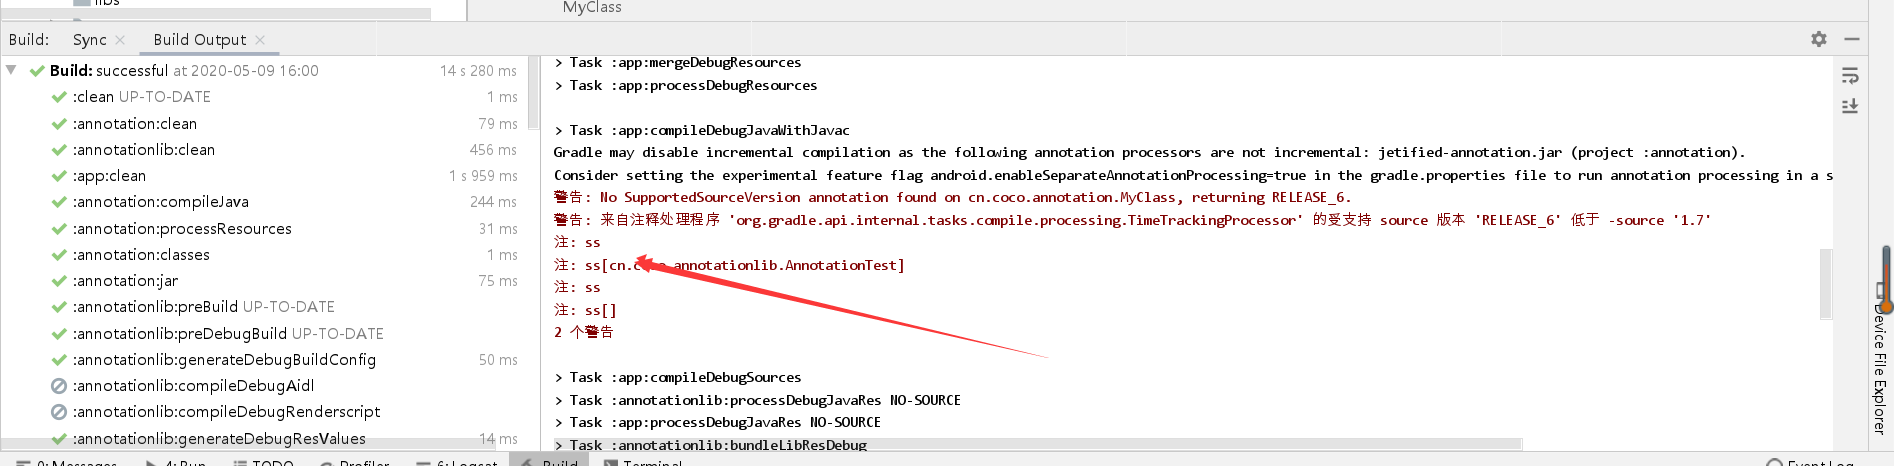 libs
MyClass
Build: Sync Build Output
Build: successful at 2020-05-09 16:00 14 s 280 ms
:clean UP-TO-DATE 1 ms
:annotation:clean 79 ms
:annotationlib:clean 456 ms
:app:clean 1 s 959 ms
:annotation:compileJava 244 ms
:annotation:processResources 31 ms
:annotation:classes 1 ms
:annotation:jar 75 ms
:annotationlib:preBuild UP-TO-DATE
:annotationlib:preDebugBuild UP-TO-DATE
:annotationlib:generateDebugBuildConfig 50 ms
:annotationlib:compileDebugAidl
:annotationlib:compileDebugRenderscript
:annotationlib:generateDebugResValues 14 ms
> Task :app:mergeDebugResources
> Task :app:processDebugResources
> Task :app:compileDebugJavaWithJavac
Gradle may disable incremental compilation as the following annotation processors are not incremental: jetified-annotation.jar (project :annotation).
Consider setting the experimental feature flag android.enableSeparateAnnotationProcessing=true in the gradle.properties file to run annotation processing in a s
警告: No SupportedSourceVersion annotation found on cn.coco.annotation.MyClass, returning RELEASE_6.
警告: 来自注释处理程序 'org.gradle.api.internal.tasks.compile.processing.TimeTrackingProcessor' 的受支持 source 版本 'RELEASE_6' 低于 -source '1.7'
注: ss
注: ss[cn.coco.annotationlib.AnnotationTest]
注: ss
注: ss[]
2 个警告
> Task :app:compileDebugSources
> Task :annotationlib:processDebugJavaRes NO-SOURCE
> Task :app:processDebugJavaRes NO-SOURCE
> Task :annotationlib:bundleLibResDebug
Device File Explorer
0: Messages 4: Run TODO Profiler 6: Logcat Build Terminal Event Log